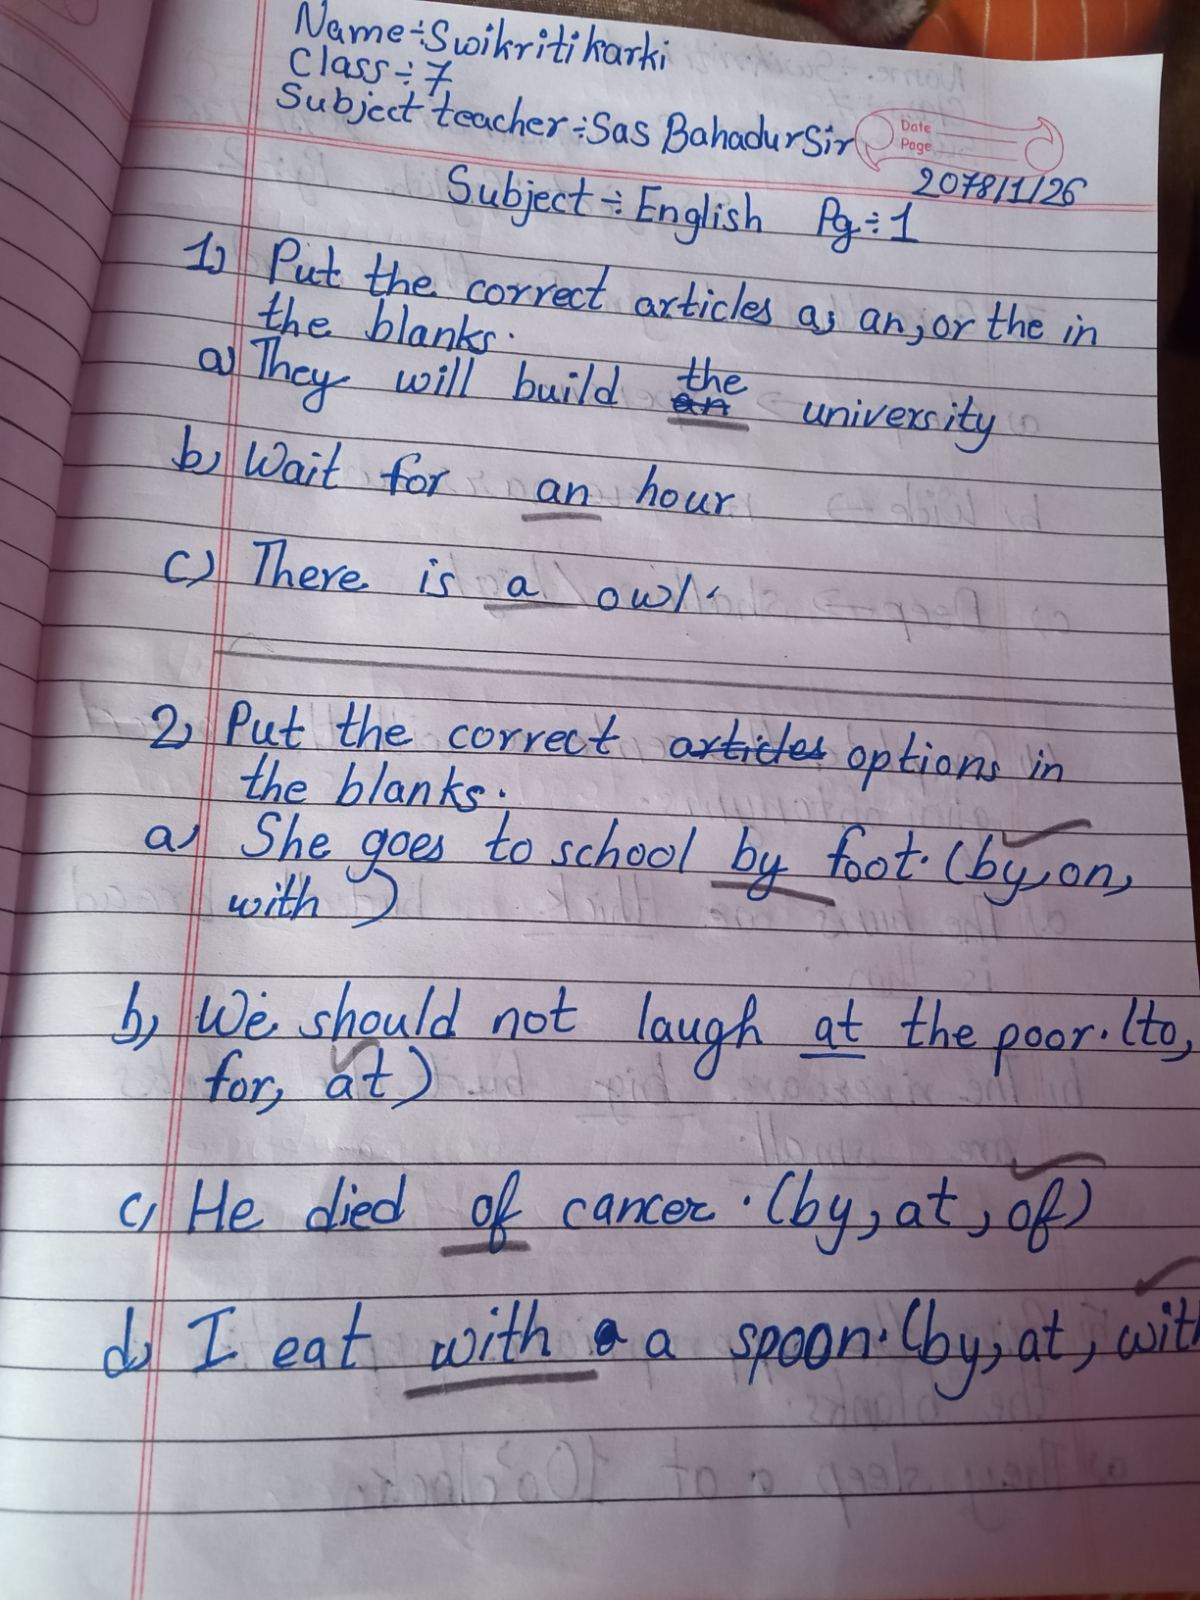 Name÷Swikriti karki
Class÷7
Subject teacher÷Sas Bahadur Sir
Date
Page
2078/1/26
Subject÷English Pg÷1
1) Put the correct articles a, an, or the in
the blanks.
a) They will build an the university
b) Wait for an hour
c) There is a owl.
2) Put the correct articles options in
the blanks.
a) She goes to school by foot. (by, on,
with)
b) We should not laugh at the poor. (to,
for, at)
c) He died of cancer. (by, at, of)
d) I eat with a spoon. (by, at, with